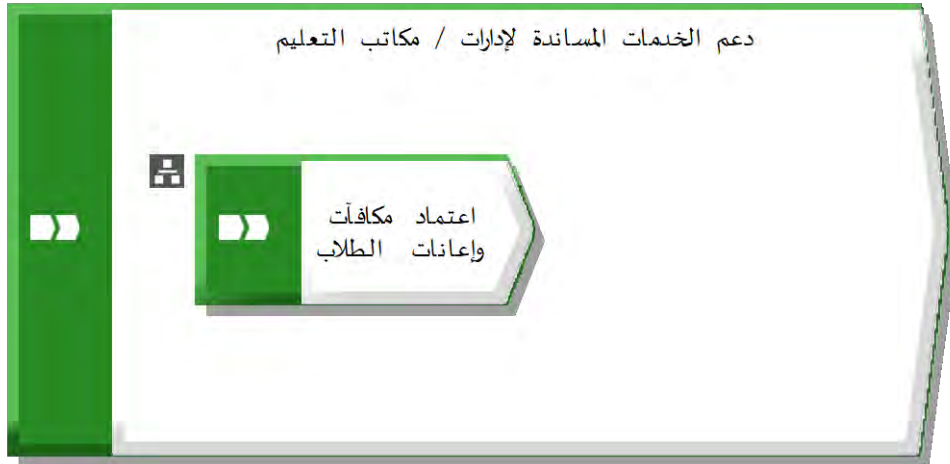 دعم الخدمات المساندة لإدارات / مكاتب التعليم
اعتماد مكافآت
وإعانات الطلاب